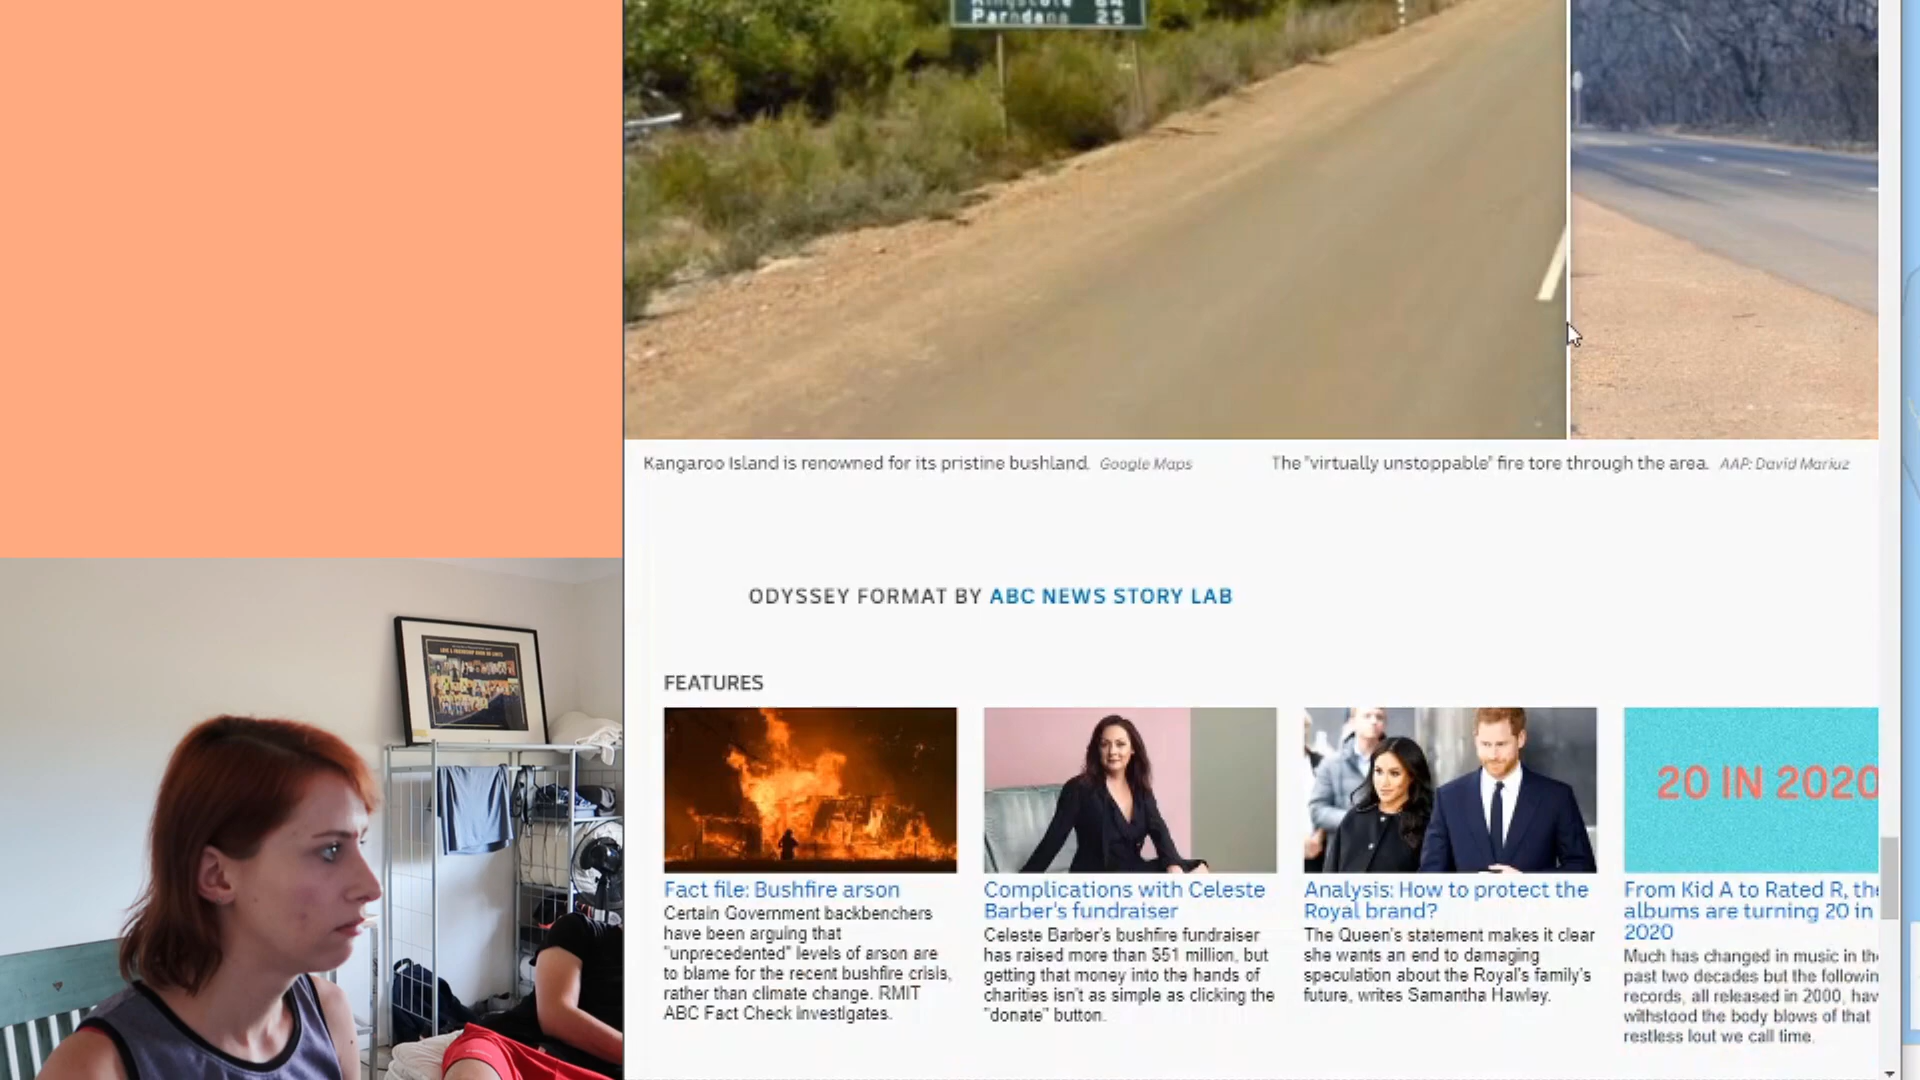 Kingscote 84
Parndana 25
Kangaroo Island is renowned for its pristine bushland. Google Maps
The "virtually unstoppable" fire tore through the area. AAP: David Mariuz
ODYSSEY FORMAT BY ABC NEWS STORY LAB
FEATURES
Fact file: Bushfire arson
Certain Government backbenchers
have been arguing that
"unprecedented" levels of arson are
to blame for the recent bushfire crisis,
rather than climate change. RMIT
ABC Fact Check investigates.
Complications with Celeste
Barber's fundraiser
Celeste Barber's bushfire fundraiser
has raised more than $51 million, but
getting that money into the hands of
charities isn't as simple as clicking the
"donate" button.
Analysis: How to protect the
Royal brand?
The Queen's statement makes it clear
she wants an end to damaging
speculation about the Royal's family's
future, writes Samantha Hawley.
20 IN 2020
From Kid A to Rated R, the
albums are turning 20 in
2020
Much has changed in music in the
past two decades but the followin
records, all released in 2000, hav
withstood the body blows of that
restless lout we call time.